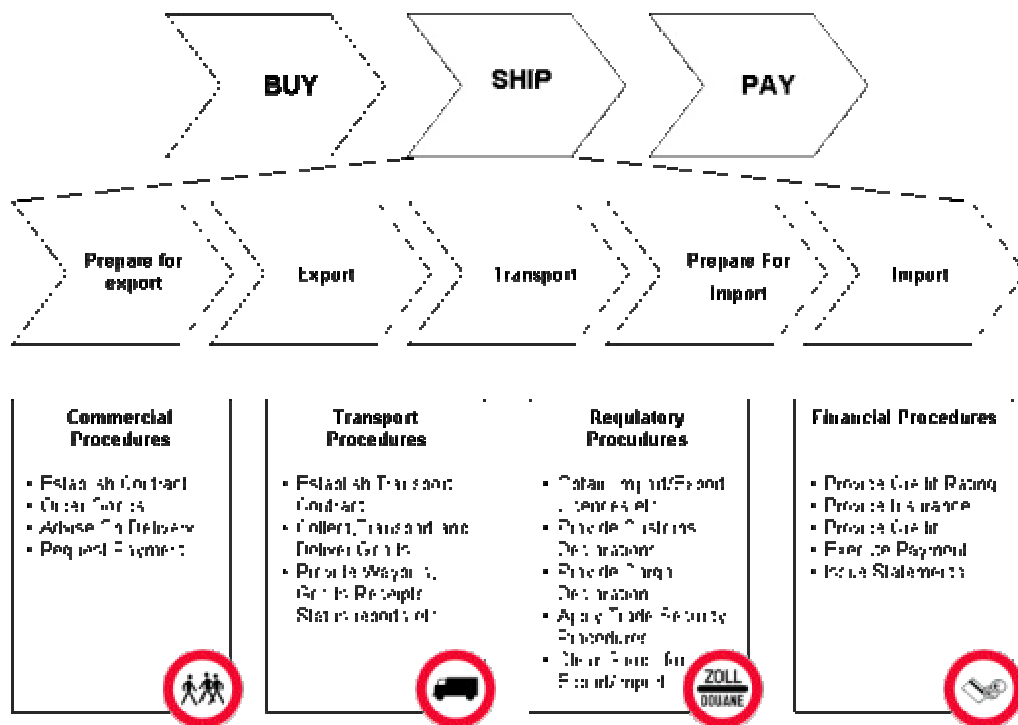 BUY
SHIP
PAY
Prepare for
export
Export
Transport
Prepare For
Import
Import
Commercial
Procedures
• Establish Contract
• Order Goods
• Advise On Delivery
• Request Payment
Transport
Procedures
• Establish Transport
Contract
• Collect,Transport and
Deliver Goods
• Provide Waybills,
Goods Receipts
Status reports etc
Regulatory
Procedures
• Obtain Import/Export
Licences etc
• Provide Customs
Declarations
• Provide Cargo
Declaration
• Apply Trade Security
Procedures
• Clear Goods for
Export/Import
ZOLL
DOUANE
Financial Procedures
• Provide Credit Rating
• Provide Insurance
• Provide Credit
• Execute Payment
• Issue Statements